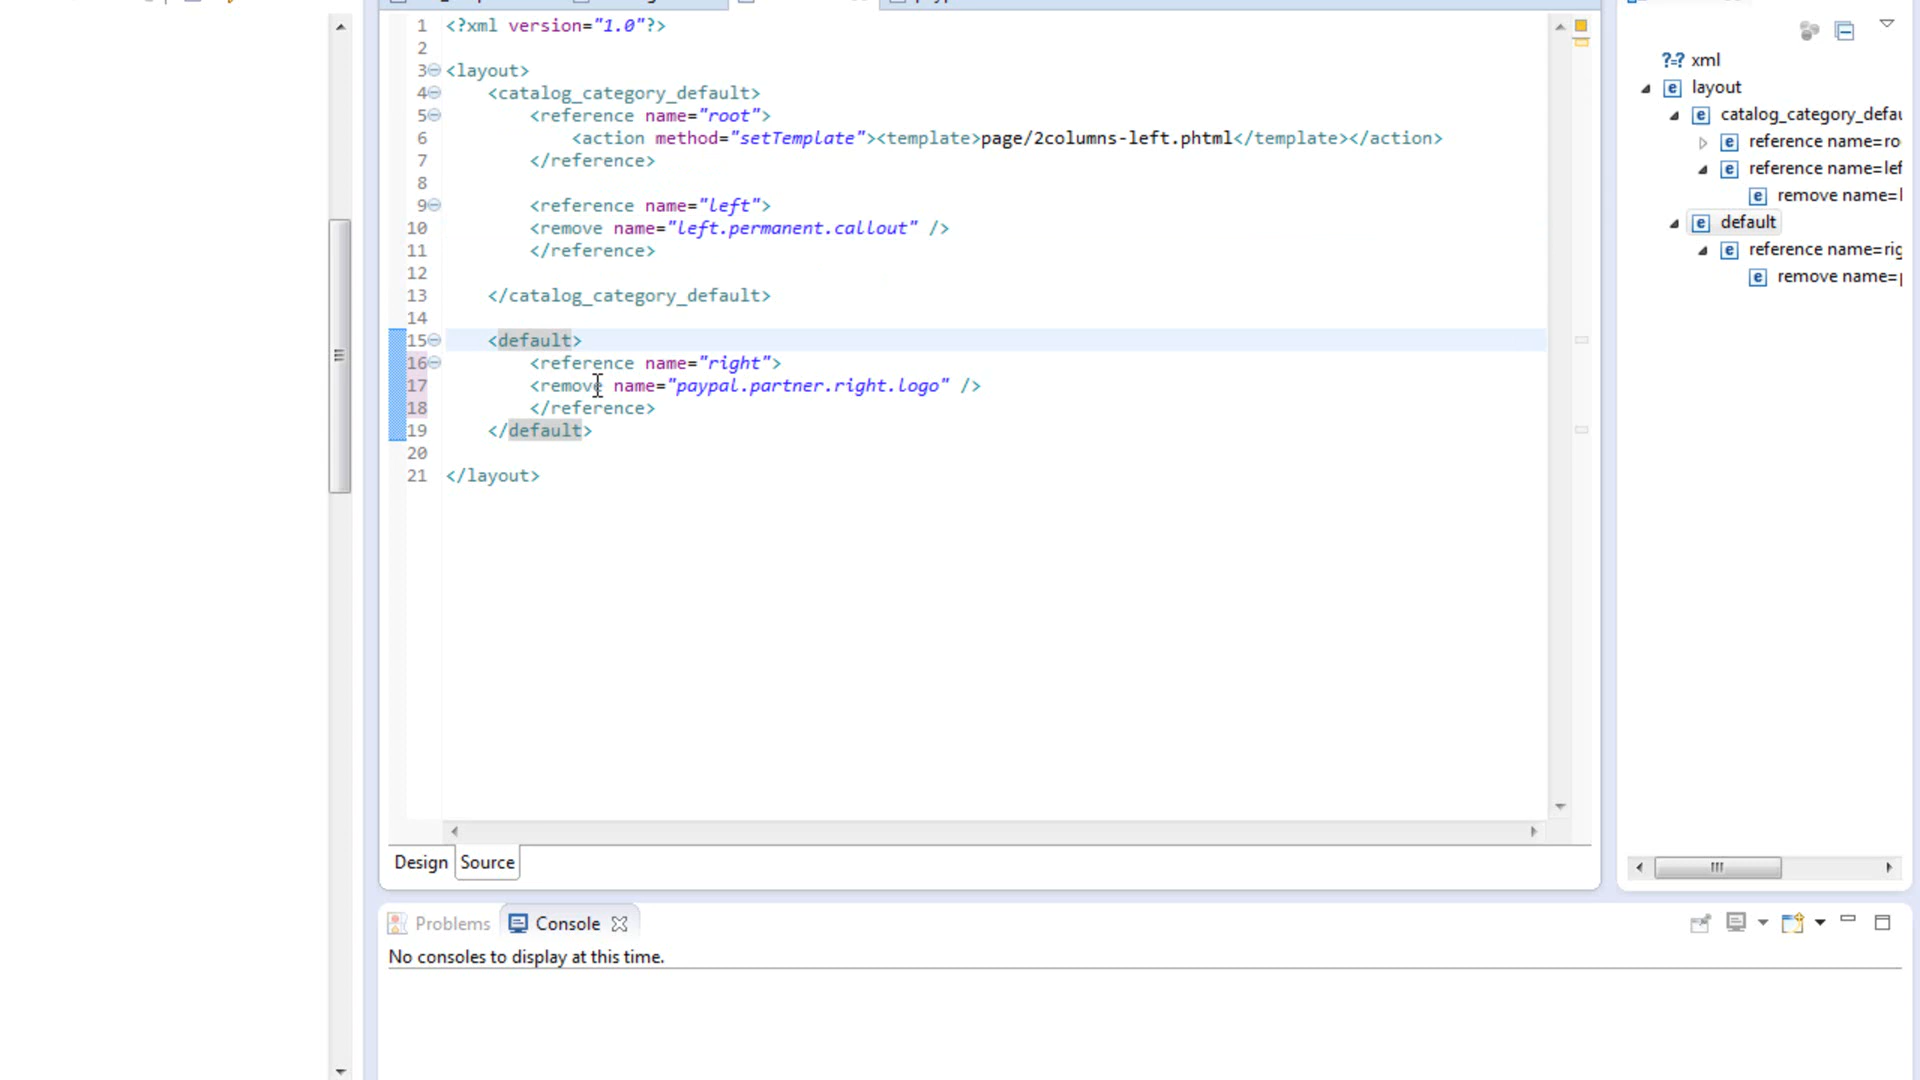 1 <?xml version="1.0"?>
2
3 <layout>
4 <catalog_category_default>
5 <reference name="root">
6 <action method="setTemplate"><template>page/2columns-left.phtml</template></action>
7 </reference>
8
9 <reference name="left">
10 <remove name="left.permanent.callout" />
11 </reference>
12
13 </catalog_category_default>
14
15 <default>
16 <reference name="right">
17 <remove name="paypal.partner.right.logo" />
18 </reference>
19 </default>
20
21 </layout>
Design Source
?=? xml
e layout
e catalog_category_defau
e reference name=ro
e reference name=lef
e remove name=l
e default
e reference name=rig
e remove name=p
Problems Console
No consoles to display at this time.